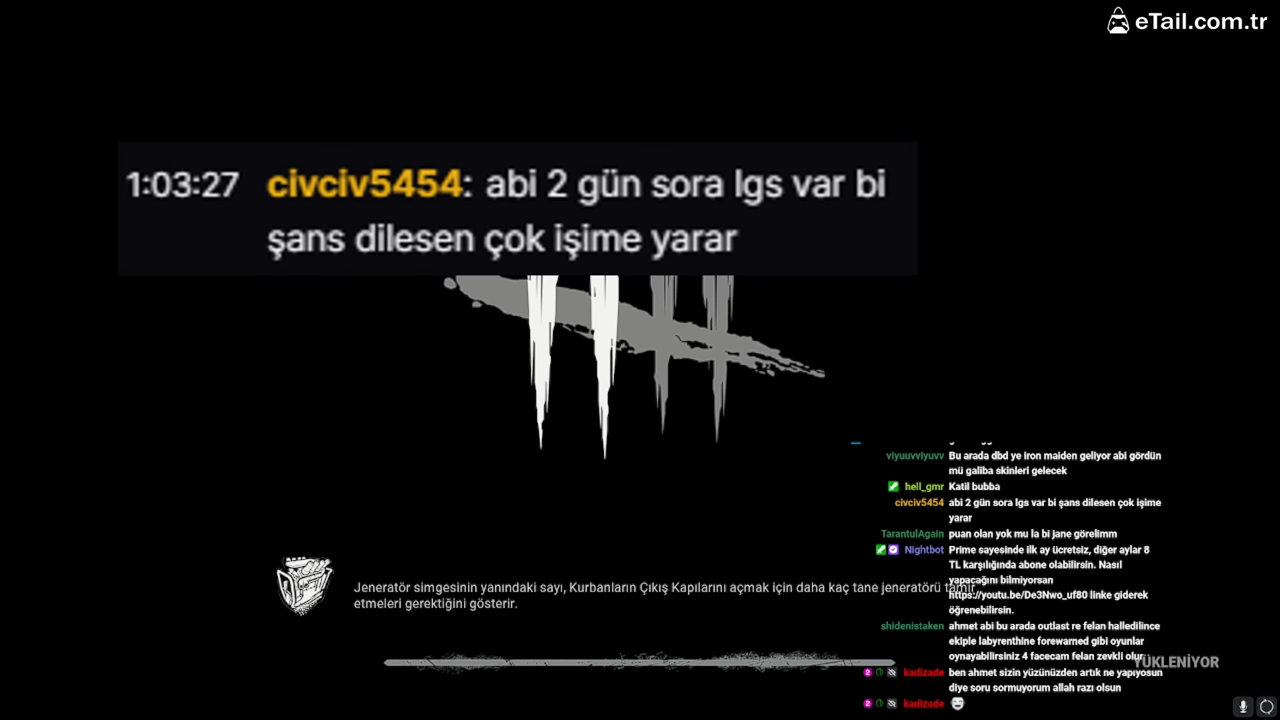 eTail.com.tr
1:03:27 civciv5454: abi 2 gün sora lgs var bi
şans dilesen çok işime yarar
viyuuvviyuvv Bu arada dbd ye iron maiden geliyor abi gördün
mü galiba skinleri gelecek
hell_gmr Katil bubba
civciv5454 abi 2 gün sora lgs var bi şans dilesen çok işime
yarar
TarantulAgain puan olan yok mu la bi jane görelimm
Nightbot Prime sayesinde ilk ay ücretsiz, diğer aylar 8
TL karşılığında abone olabilirsin. Nasıl
yapacağını bilmiyorsan
https://youtu.be/De3Nwo_uf80 linke giderek
öğrenebilirsin.
shidenistaken ahmet abi bu arada outlast re felan halledilince
ekiple labyrenthine forewarned gibi oyunlar
oynayabilirsiniz 4 facecam felan zevkli olur
kadizade ben ahmet sizin yüzünüzden artık ne yapıyosun
diye soru sormuyorum allah razı olsun
kadizade
Jeneratör simgesinin yanındaki sayı, Kurbanların Çıkış Kapılarını açmak için daha kaç tane jeneratörü tamir
etmeleri gerektiğini gösterir.
YÜKLENİYOR